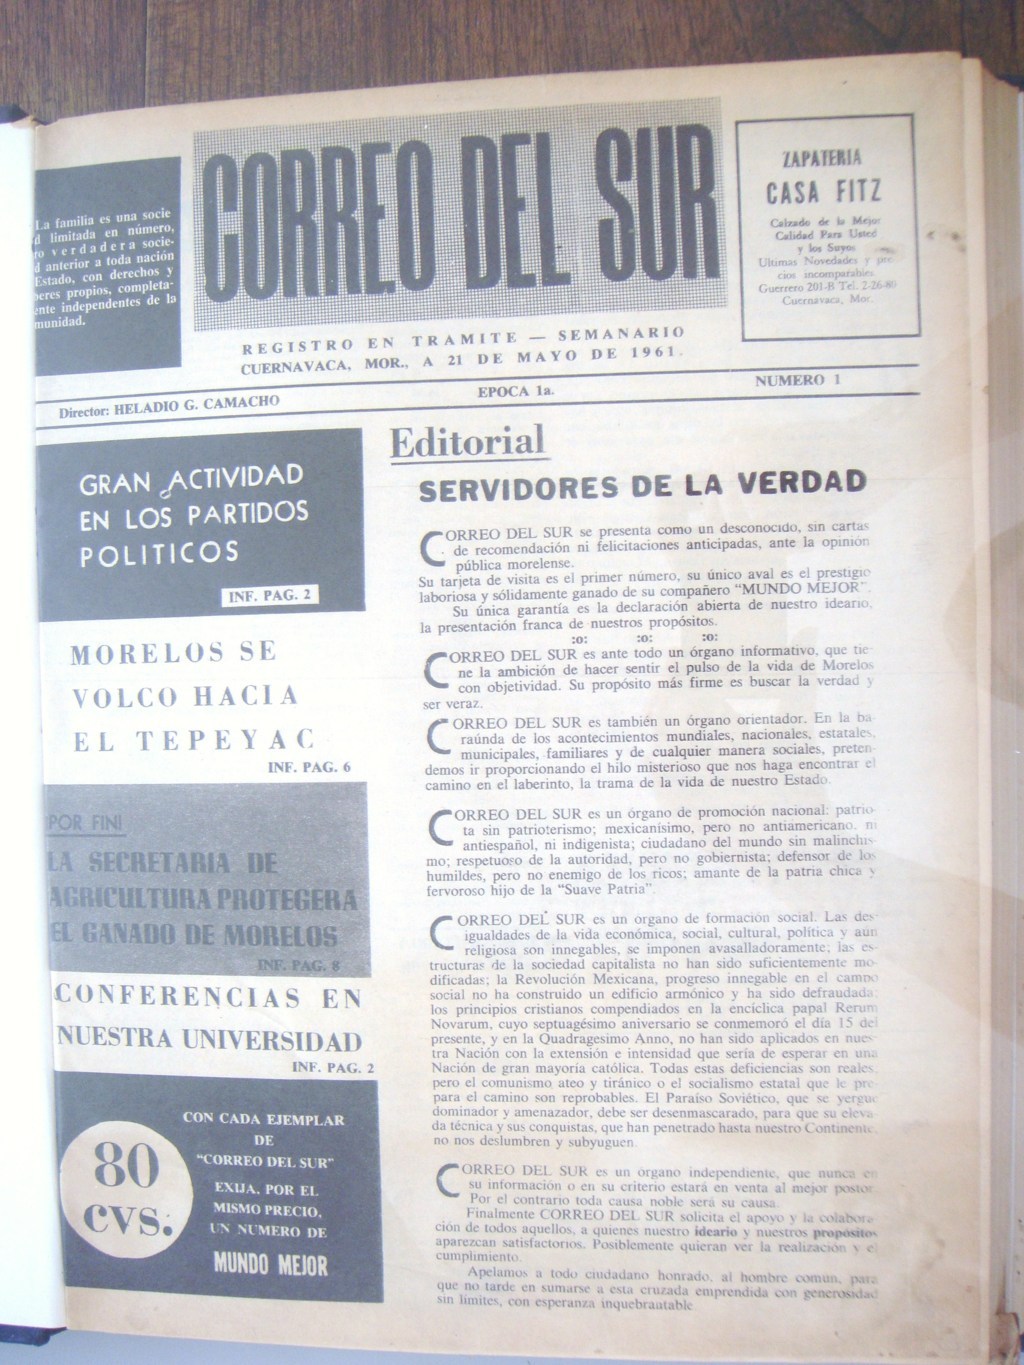 La familia es una socie
limitada en número,
verdadera socie-
anterior a toda nación
Estado, con derechos y
propios, completa-
independientes de la
CORREO DEL SUR
ZAPATERIA
CASA FITZ
Calzado de la Mejor
Calidad Para Usted
y los Suyos
Ultimas Novedades y pre-
cios incomparables.
Guerrero 201-B Tel. 2-26-80
Cuernavaca, Mor.
REGISTRO EN TRAMITE — SEMANARIO
CUERNAVACA, MOR., A 21 DE MAYO DE 1961.
Director: HELADIO G. CAMACHO
EPOCA 1a.
NUMERO 1
GRAN ACTIVIDAD
EN LOS PARTIDOS
POLITICOS
INF. PAG. 2
MORELOS SE
VOLCO HACIA
EL TEPEYAC
INF. PAG. 6
POR FIN!
LA SECRETARIA DE
AGRICULTURA PROTEGERA
EL GANADO DE MORELOS
INF. PAG. 8
CONFERENCIAS EN
NUESTRA UNIVERSIDAD
INF. PAG. 2
80
CVS.
CON CADA EJEMPLAR
DE
"CORREO DEL SUR"
EXIJA, POR EL
MISMO PRECIO,
UN NUMERO DE
MUNDO MEJOR
Editorial
SERVIDORES DE LA VERDAD
CORREO DEL SUR se presenta como un desconocido, sin cartas
de recomendación ni felicitaciones anticipadas, ante la opinión
pública morelense.
Su tarjeta de visita es el primer número, su único aval es el prestigio
laboriosa y sólidamente ganado de su compañero "MUNDO MEJOR".
Su única garantía es la declaración abierta de nuestro ideario,
la presentación franca de nuestros propósitos.
:o: :o: :o:
CORREO DEL SUR es ante todo un órgano informativo, que tie-
ne la ambición de hacer sentir el pulso de la vida de Morelos
con objetividad. Su propósito más firme es buscar la verdad y
ser veraz.
CORREO DEL SUR es también un órgano orientador. En la ba-
raúnda de los acontecimientos mundiales, nacionales, estatales,
municipales, familiares y de cualquier manera sociales, preten-
demos ir proporcionando el hilo misterioso que nos haga encontrar el
camino en el laberinto, la trama de la vida de nuestro Estado.
CORREO DEL SUR es un órgano de promoción nacional: patrio-
ta sin patrioterismo; mexicanísimo, pero no antiamericano, ni
antiespañol, ni indigenista; ciudadano del mundo sin malinchis-
mo; respetuoso de la autoridad, pero no gobiernista; defensor de los
humildes, pero no enemigo de los ricos; amante de la patria chica y
fervoroso hijo de la "Suave Patria".
CORREO DEL SUR es un organo de formación social. Las des-
igualdades de la vida económica, social, cultural, política y aun
religiosa son innegables, se imponen avasalladoramente; las es-
tructuras de la sociedad capitalista no han sido suficientemente mo-
dificadas; la Revolución Mexicana, progreso innegable en el campo
social no ha construido un edificio armónico y ha sido defraudada;
los principios cristianos compendiados en la encíclica papal Rerum
Novarum, cuyo septuagésimo aniversario se conmemoró el día 15 del
presente, y en la Quadragesimo Anno, no han sido aplicados en nues-
tra Nación con la extensión e intensidad que sería de esperar en una
Nación de gran mayoría católica. Todas estas deficiencias son reales,
pero el comunismo ateo y tiránico o el socialismo estatal que le pre-
para el camino son reprobables. El Paraíso Soviético, que se yergue
dominador y amenazador, debe ser desenmascarado, para que su eleva-
da técnica y sus conquistas, que han penetrado hasta nuestro Continente,
no nos deslumbren y subyuguen.
CORREO DEL SUR es un órgano independiente, que nunca en
su información o en su criterio estará en venta al mejor postor.
Por el contrario toda causa noble será su causa.
Finalmente CORREO DEL SUR solicita el apoyo y la colabora-
ción de todos aquellos, a quienes nuestro ideario y nuestros propósitos
aparezcan satisfactorios. Posiblemente quieran ver la realización y el
cumplimiento.
Apelamos a todo ciudadano honrado, al hombre común, para
que no tarde en sumarse a esta cruzada emprendida con generosidad
sin límites, con esperanza inquebrantable.